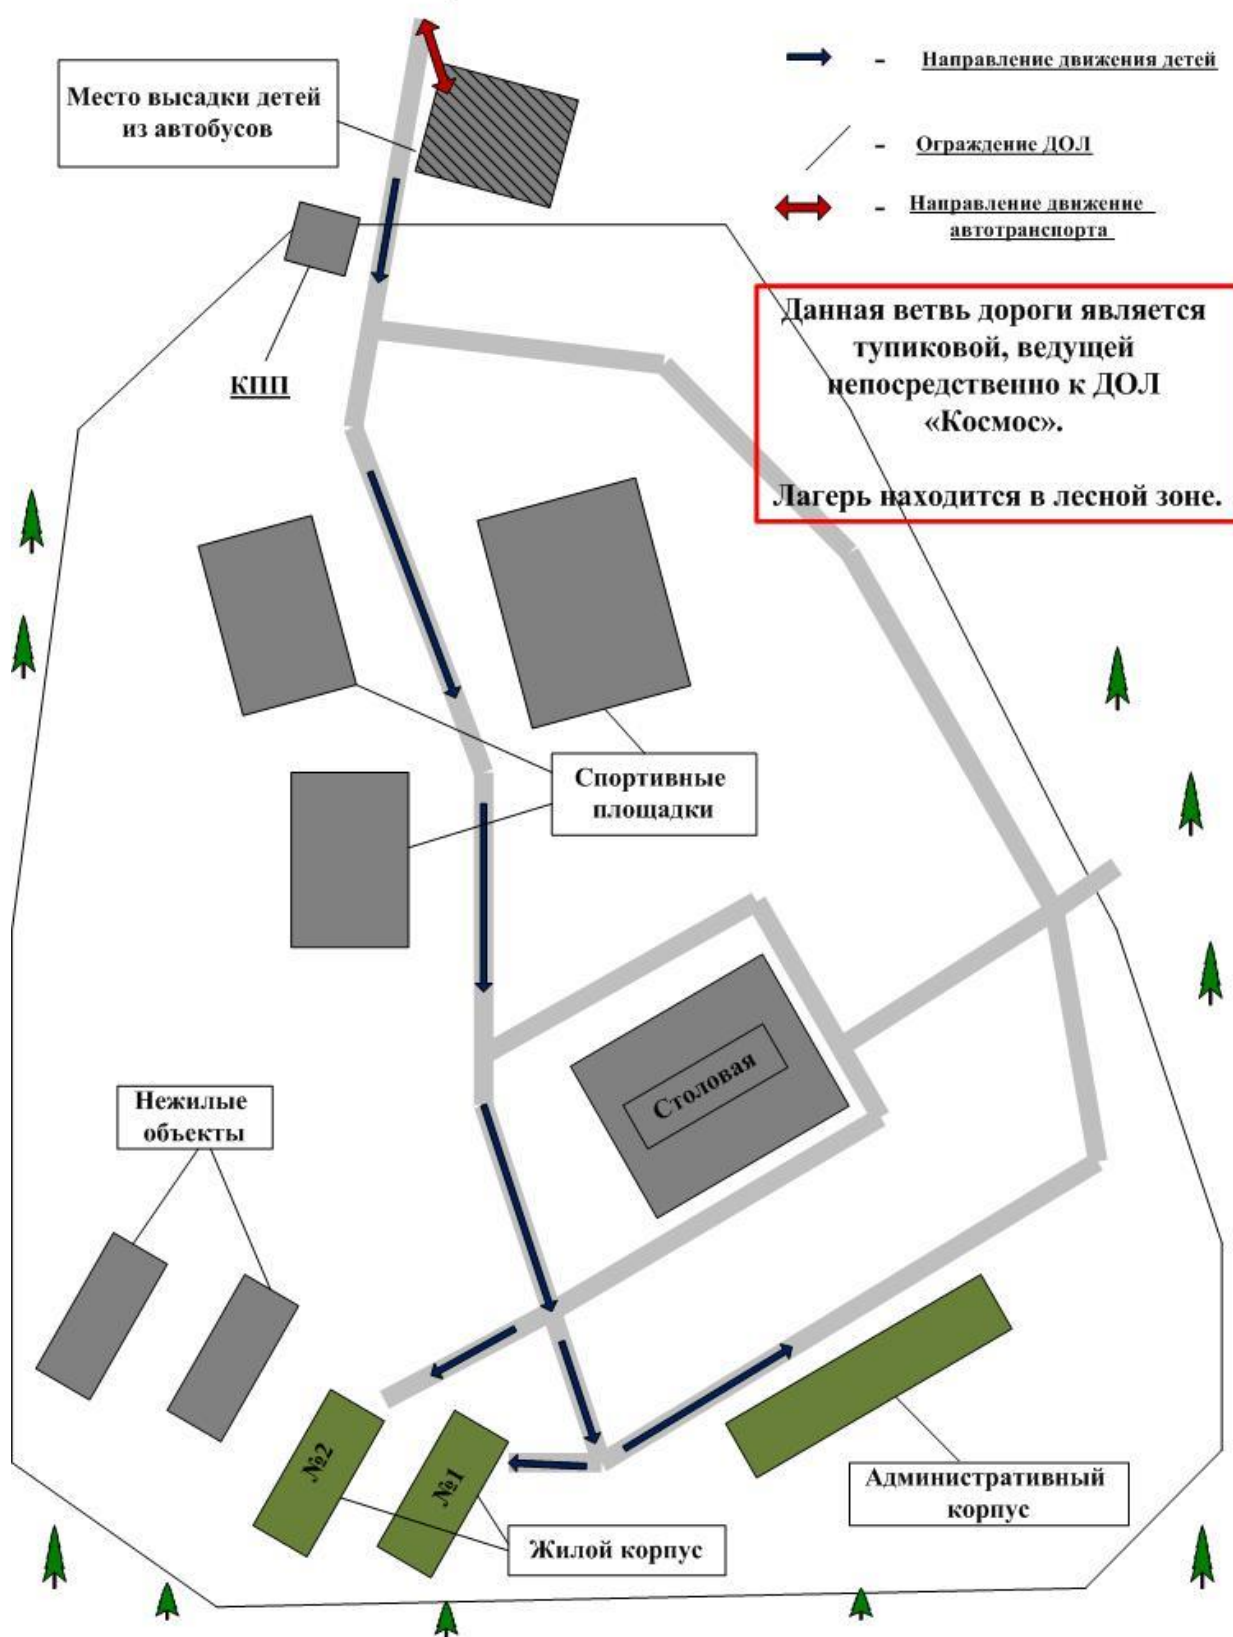 Место высадки детей
из автобусов
- Направление движения детей
- Ограждение ДОЛ
- Направление движение
автотранспорта
Данная ветвь дороги является
тупиковой, ведущей
непосредственно к ДОЛ
«Космос».
Лагерь находится в лесной зоне.
КПП
Спортивные
площадки
Столовая
Нежилые
объекты
№2
№1
Административный
корпус
Жилой корпус